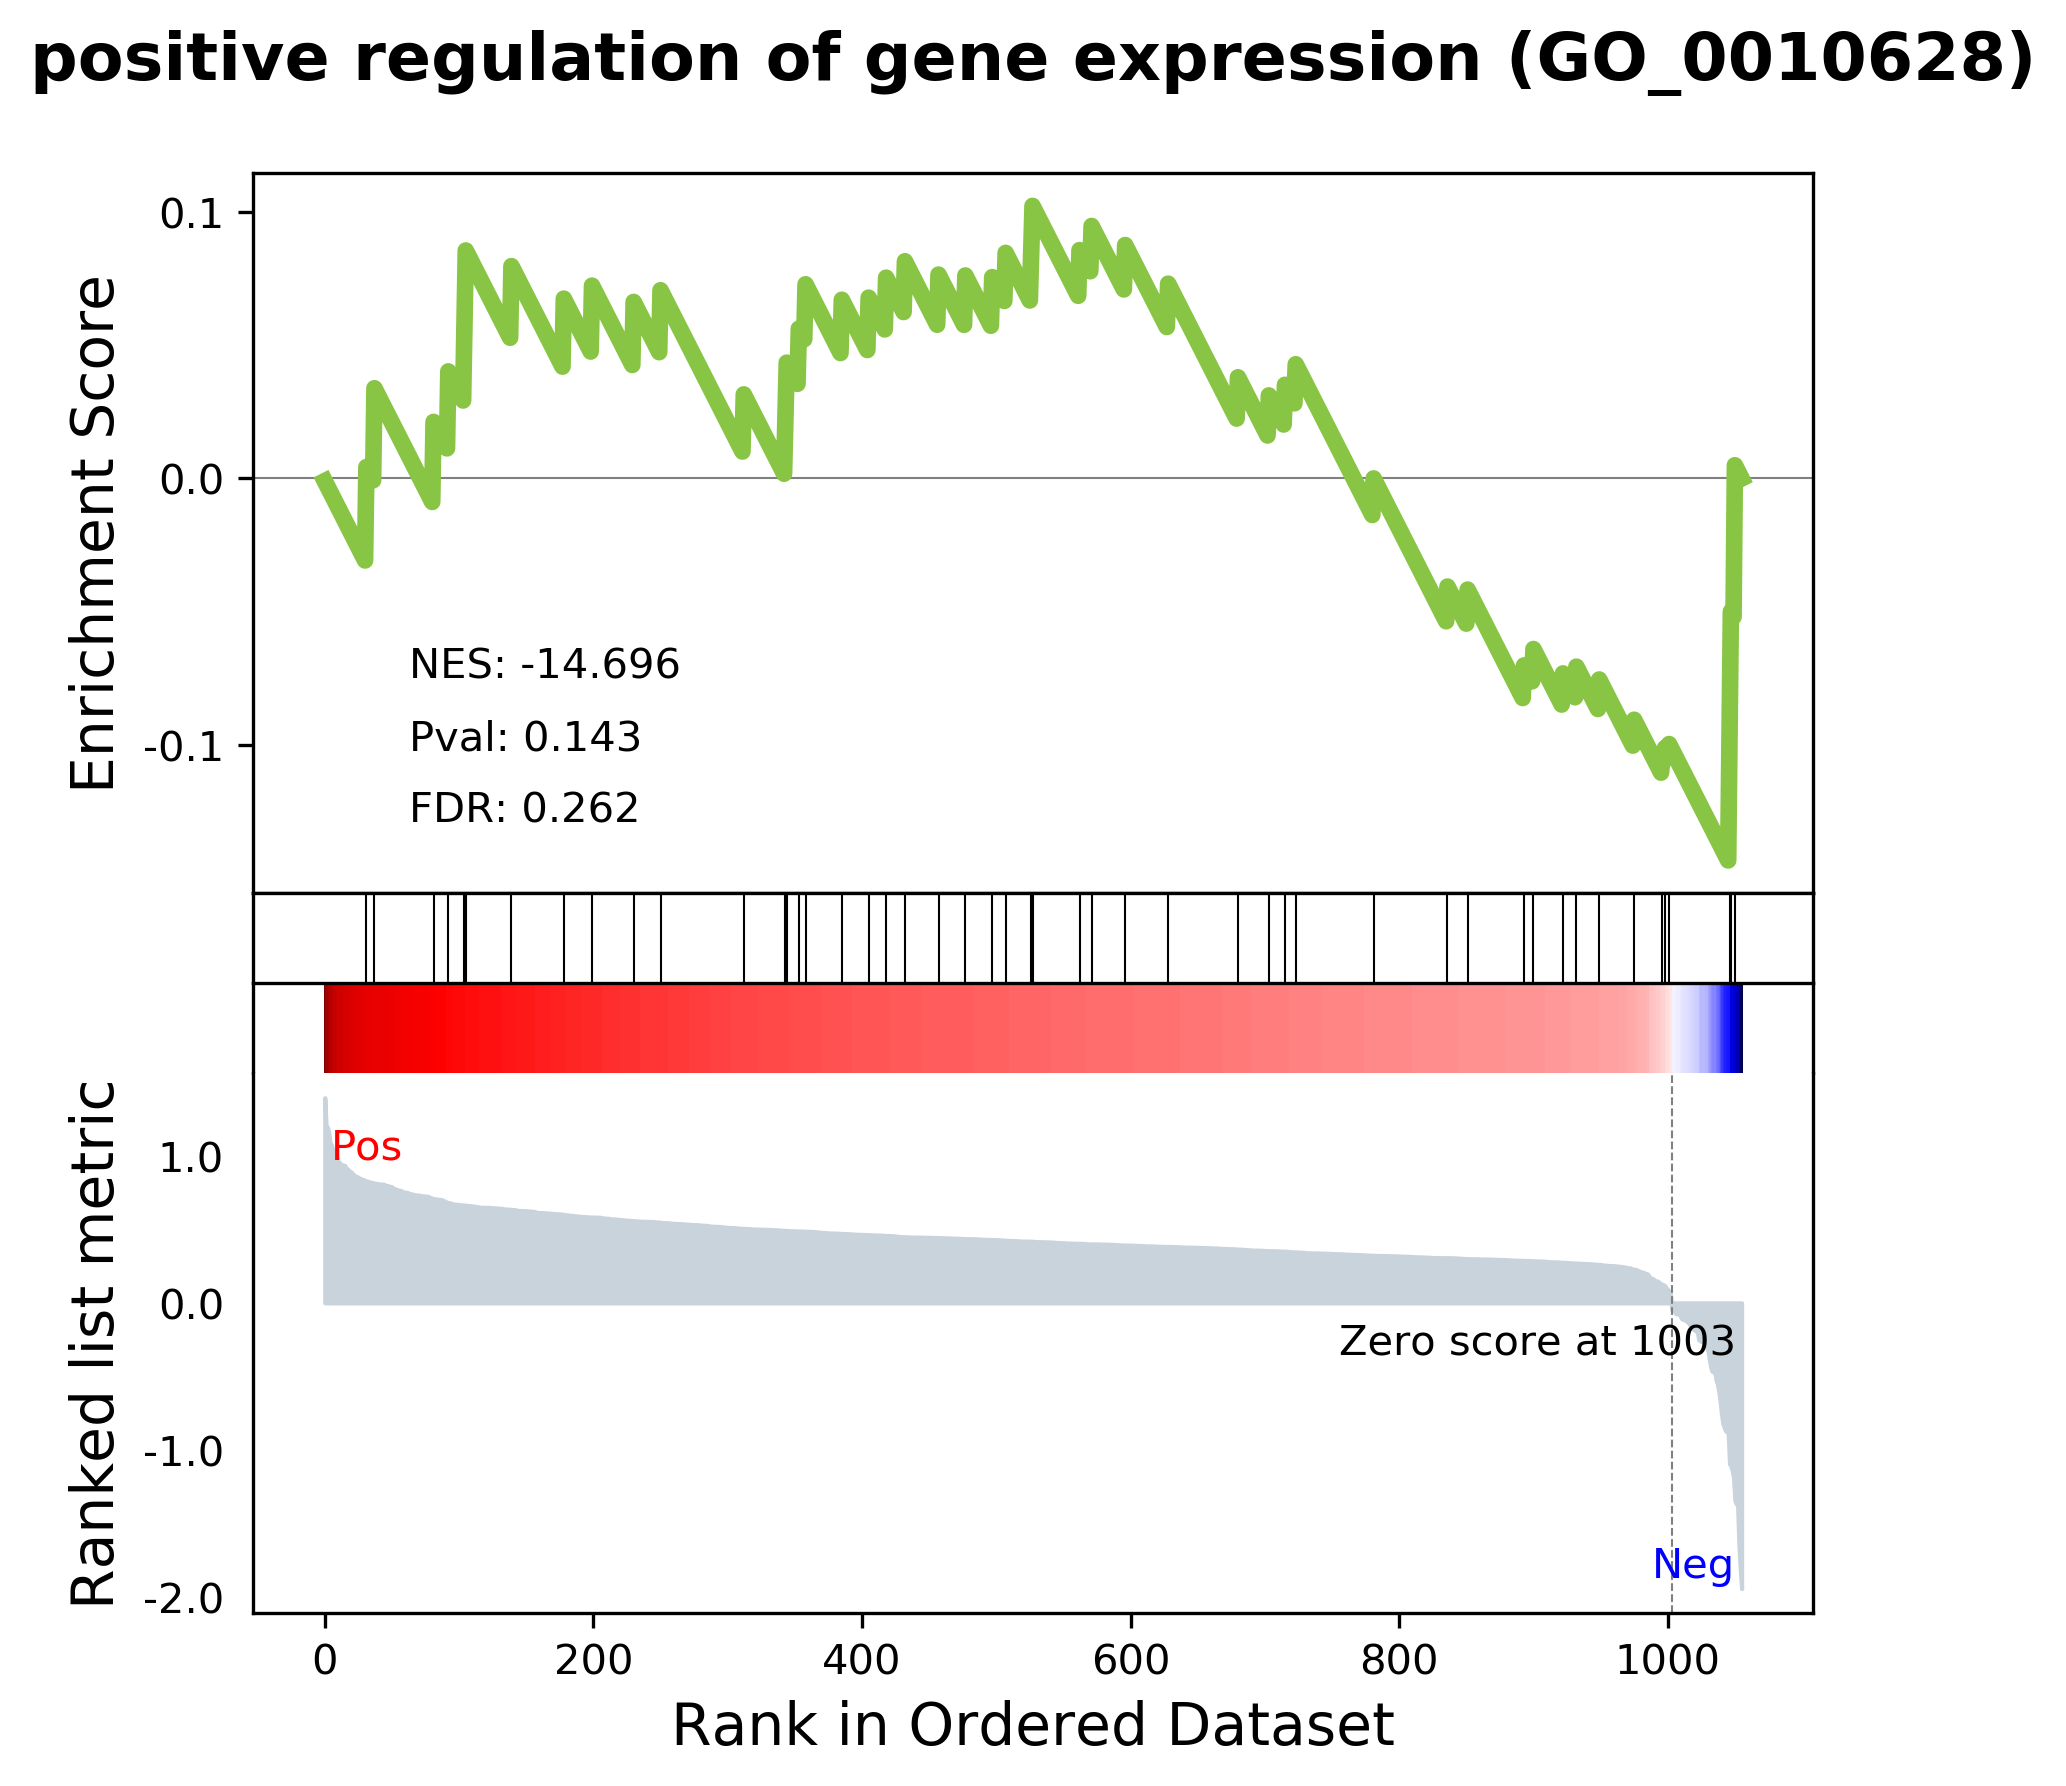 positive regulation of gene expression (GO_0010628)
Enrichment Score
0.1
0.0
-0.1
NES: -14.696
Pval: 0.143
FDR: 0.262
Ranked list metric
1.0
0.0
-1.0
-2.0
Pos
Zero score at 1003
Neg
0 200 400 600 800 1000
Rank in Ordered Dataset